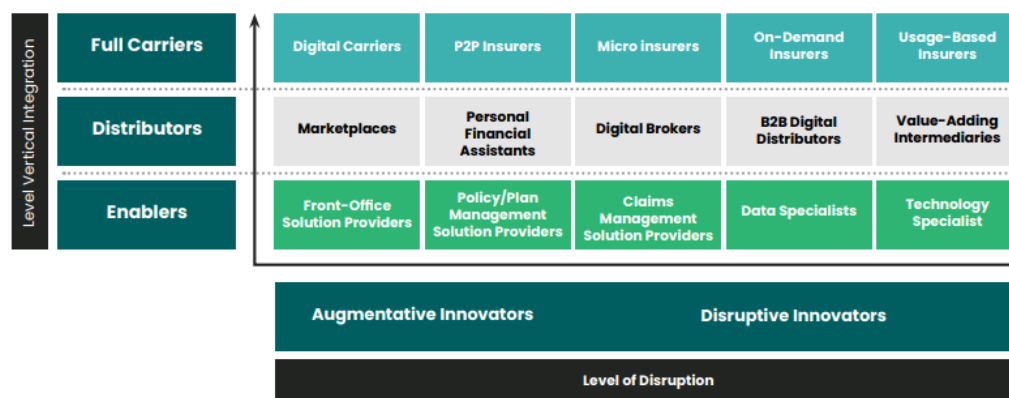 Level Vertical Integration
Full Carriers
Digital Carriers
P2P Insurers
Micro insurers
On-Demand
Insurers
Usage-Based
Insurers
Distributors
Marketplaces
Personal
Financial
Assistants
Digital Brokers
B2B Digital
Distributors
Value-Adding
Intermediaries
Enablers
Front-Office
Solution Providers
Policy/Plan
Management
Solution Providers
Claims
Management
Solution Providers
Data Specialists
Technology
Specialist
Augmentative Innovators
Disruptive Innovators
Level of Disruption